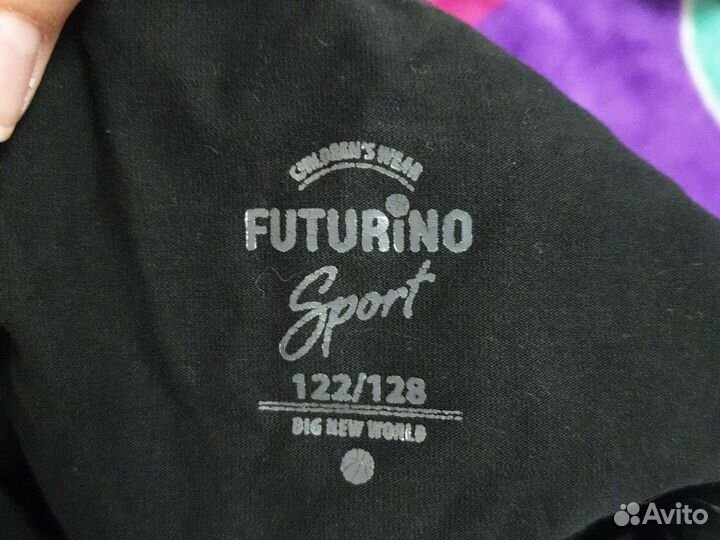 CHILDREN'S WEAR
FUTURiNO
Sport
122/128
BIG NEW WORLD
Avito